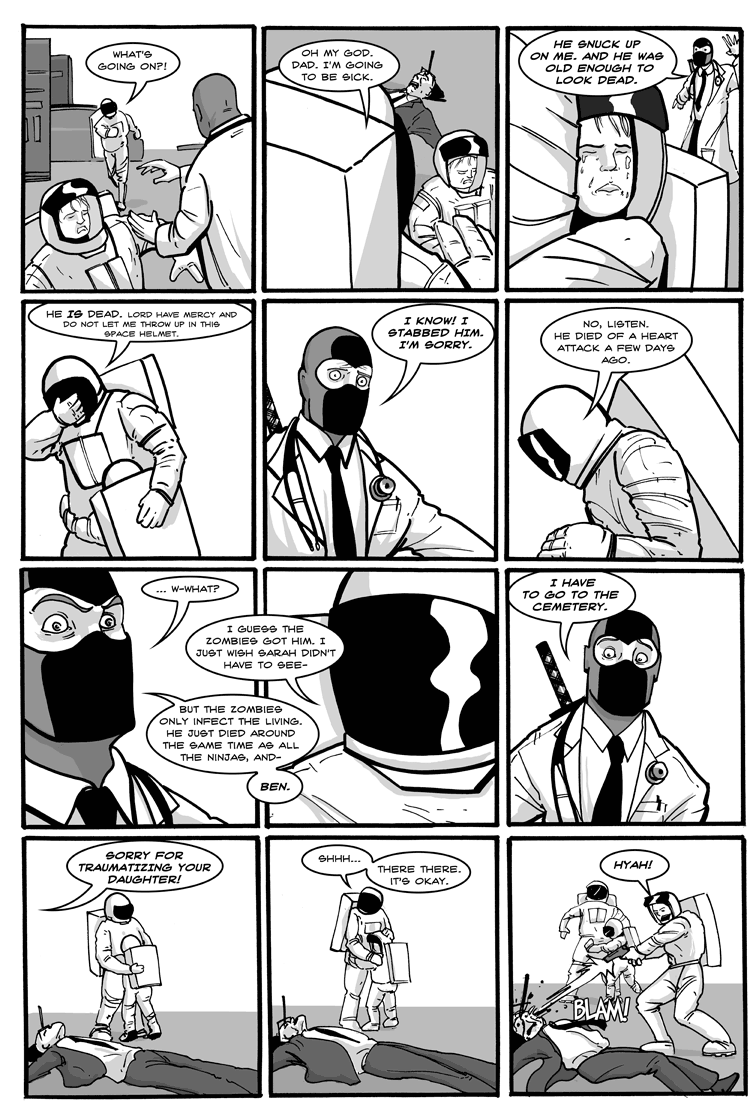 WHAT'S
GOING ON?!
OH MY GOD.
DAD. I'M GOING
TO BE SICK.
HE SNUCK UP
ON ME. AND HE WAS
OLD ENOUGH TO
LOOK DEAD.
HE IS DEAD. LORD HAVE MERCY AND
DO NOT LET ME THROW UP IN THIS
SPACE HELMET.
I KNOW! I
STABBED HIM.
I'M SORRY.
NO, LISTEN.
HE DIED OF A HEART
ATTACK A FEW DAYS
AGO.
... W-WHAT?
I GUESS THE
ZOMBIES GOT HIM. I
JUST WISH SARAH DIDN'T
HAVE TO SEE-
BUT THE ZOMBIES
ONLY INFECT THE LIVING.
HE JUST DIED AROUND
THE SAME TIME AS ALL
THE NINJAS, AND-
BEN.
I HAVE
TO GO TO THE
CEMETERY.
SORRY FOR
TRAUMATIZING YOUR
DAUGHTER!
SHHH...
THERE THERE.
IT'S OKAY.
HYAH!
BLAM!